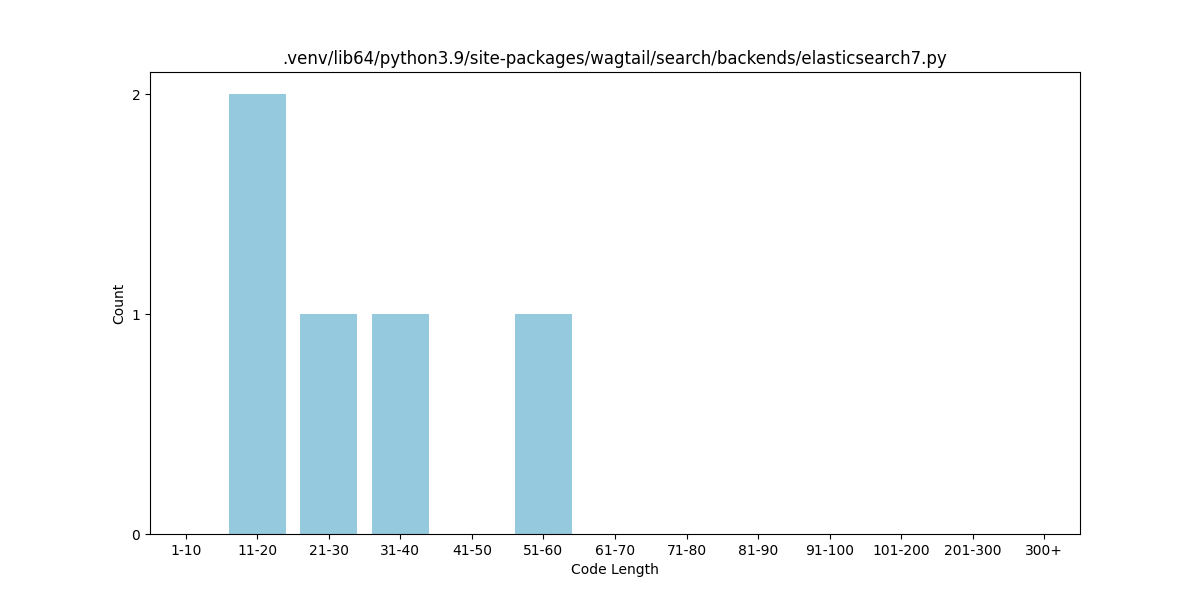 .venv/lib64/python3.9/site-packages/wagtail/search/backends/elasticsearch7.py
2
1
0
Count
1-10 11-20 21-30 31-40 41-50 51-60 61-70 71-80 81-90 91-100 101-200 201-300 300+
Code Length